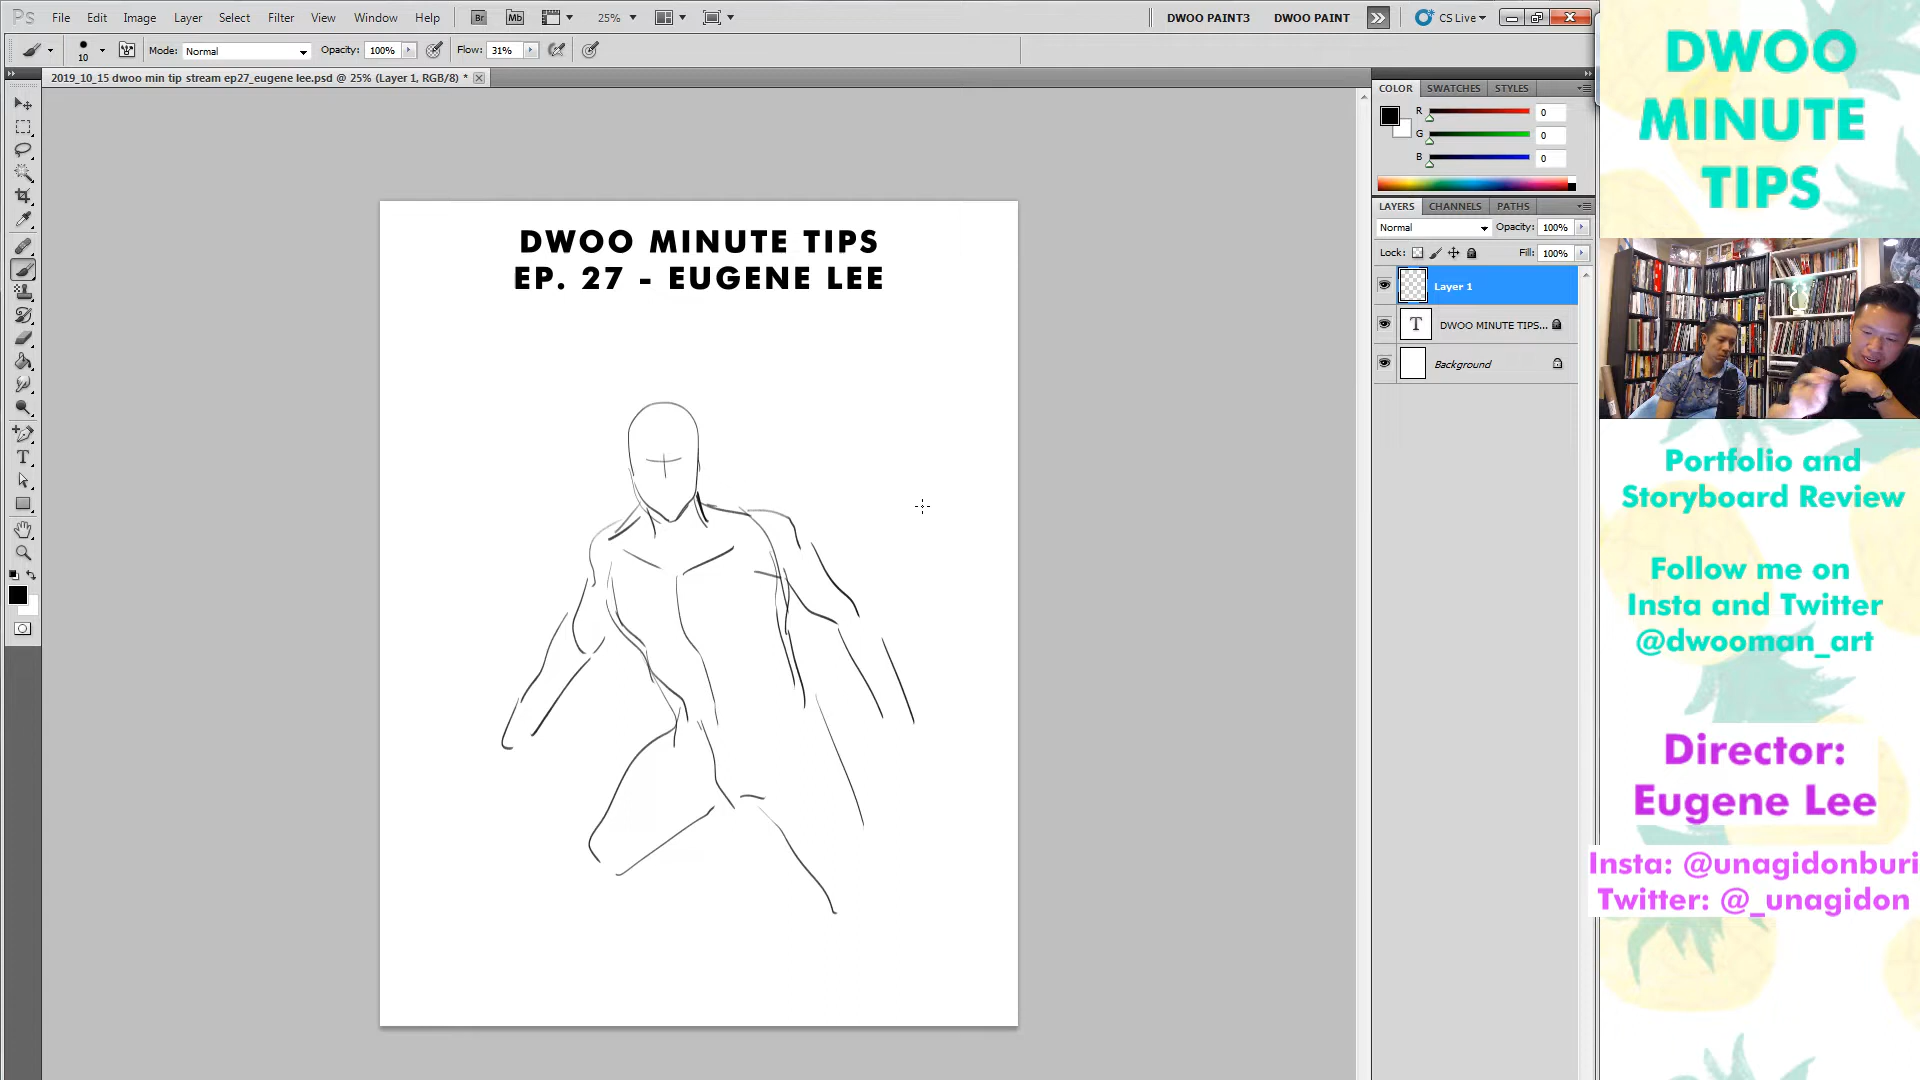 Ps File Edit Image Layer Select Filter View Window Help Br Mb 25% DWOO PAINT3 DWOO PAINT CS Live
10 Mode: Normal Opacity: 100% Flow: 31%
2019_10_15 dwoo min tip stream ep27_eugene lee.psd @ 25% (Layer 1, RGB/8) *
DWOO MINUTE TIPS
EP. 27 - EUGENE LEE
COLOR SWATCHES STYLES
R 0
G 0
B 0
LAYERS CHANNELS PATHS
Normal Opacity: 100%
Lock: Fill: 100%
Layer 1
T DWOO MINUTE TIPS...
Background
DWOO
MINUTE
TIPS
Portfolio and
Storyboard Review
Follow me on
Insta and Twitter
@dwooman_art
Director:
Eugene Lee
Insta: @unagidonburi
Twitter: @_unagidon